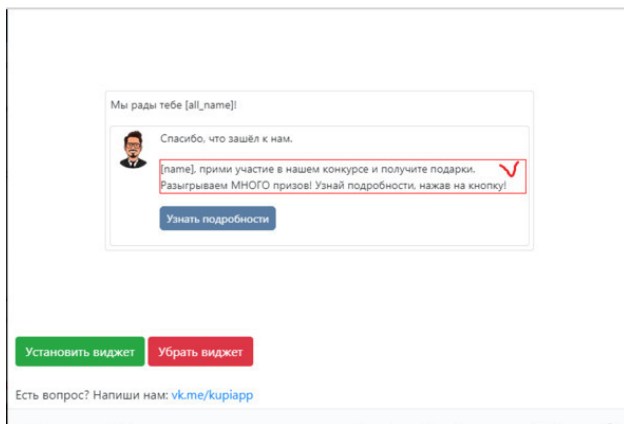 Мы рады тебе [all_name]!
Спасибо, что зашёл к нам.
[name], прими участие в нашем конкурсе и получите подарки.
Разыгрываем МНОГО призов! Узнай подробности, нажав на кнопку!
Узнать подробности
Установить виджет Убрать виджет
Есть вопрос? Напиши нам: vk.me/kupiapp